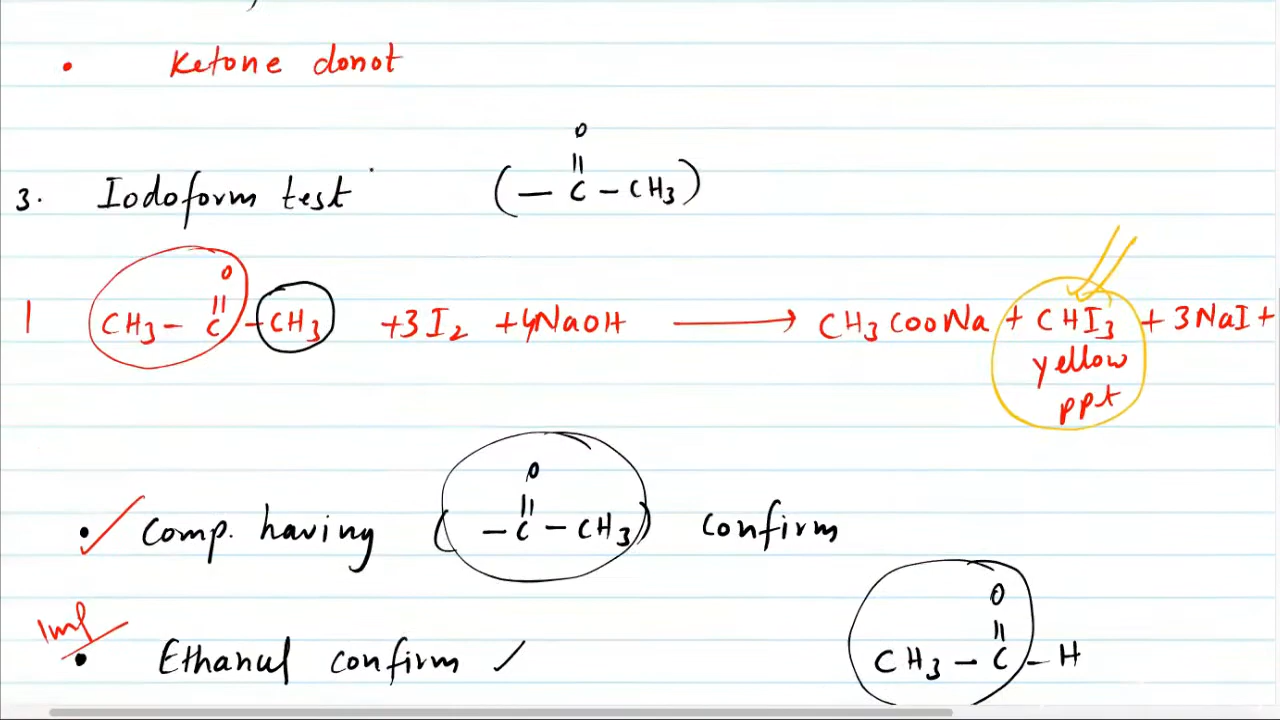 • Ketone donot
O
||
3. Iodoform test (— C — CH3)
O
||
1 CH3 — C — CH3 +3I2 +4NaOH ⟶ CH3COONa + CHI3 + 3NaI +
yellow
ppt
O
||
• Comp. having (— C — CH3) confirm
O
Imp ||
• Ethanal confirm ✓ CH3 — C — H